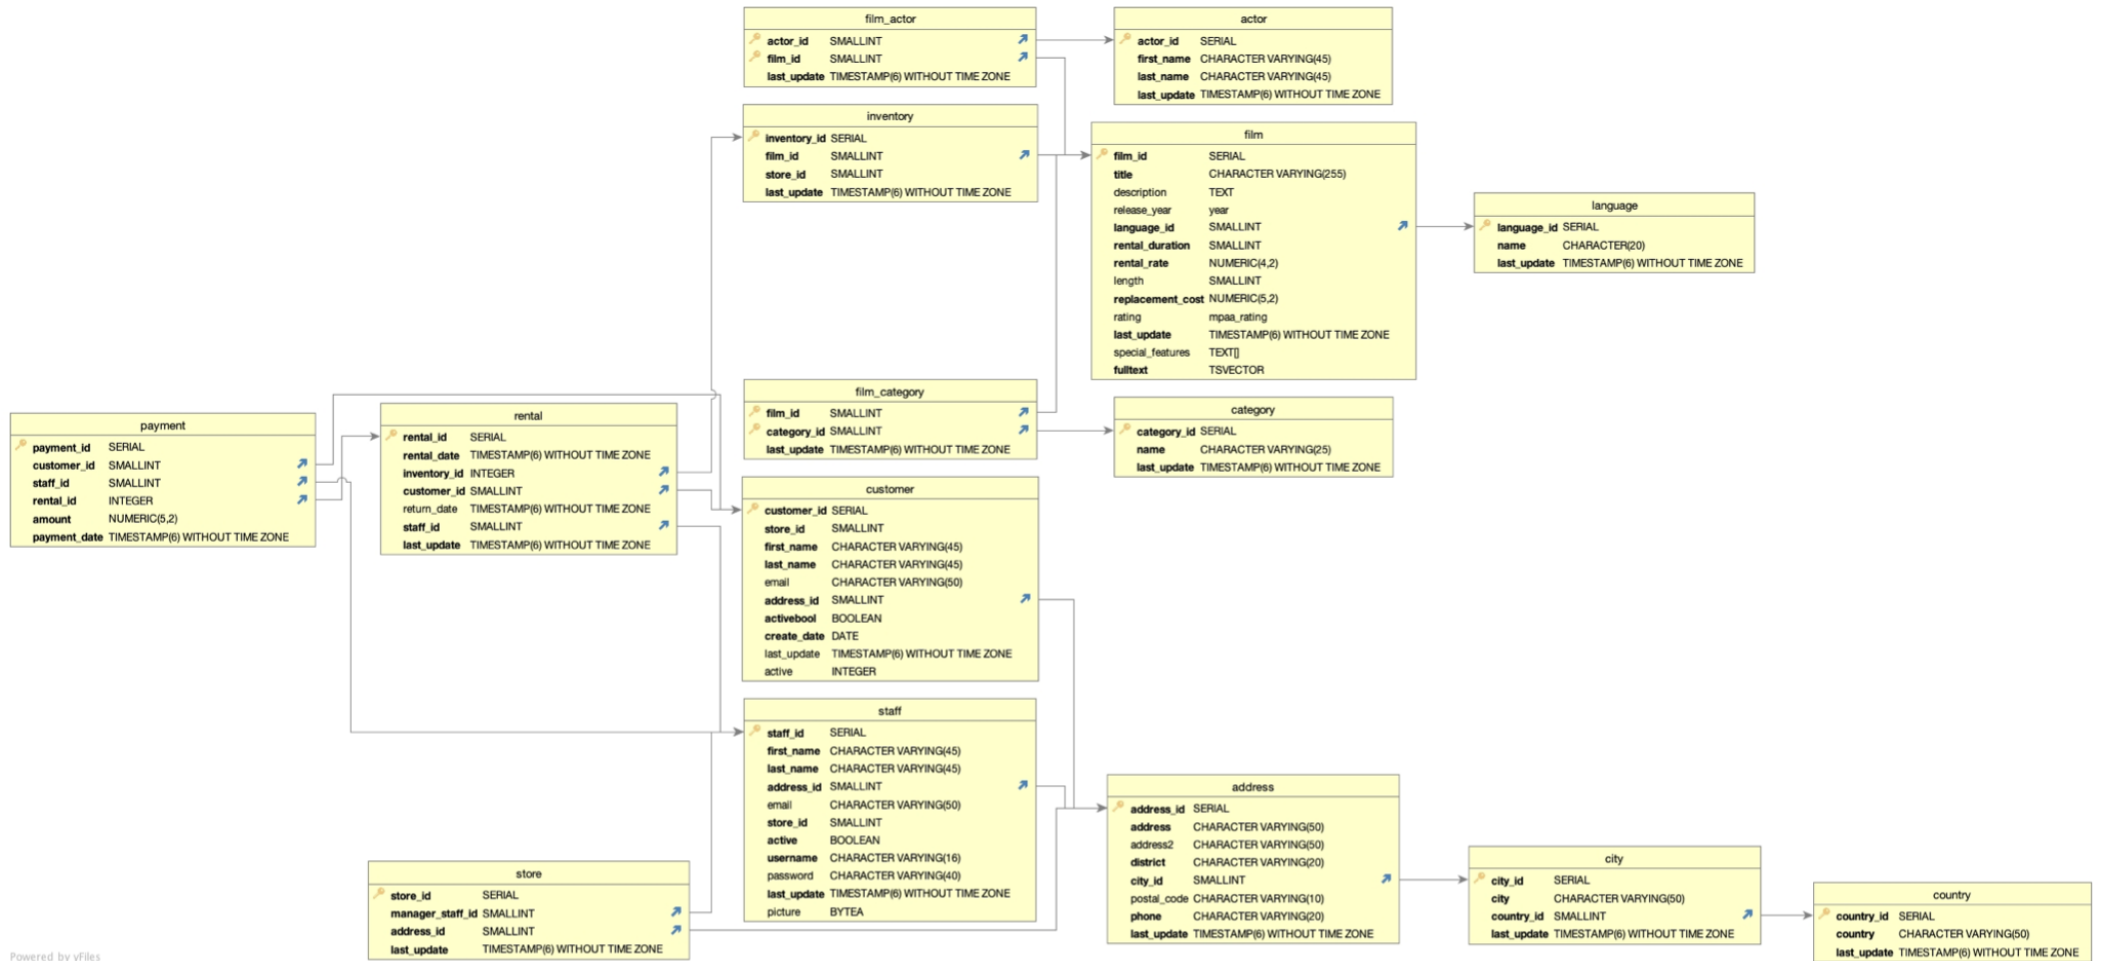 film_actor
actor_id SMALLINT
film_id SMALLINT
last_update TIMESTAMP(6) WITHOUT TIME ZONE
actor
actor_id SERIAL
first_name CHARACTER VARYING(45)
last_name CHARACTER VARYING(45)
last_update TIMESTAMP(6) WITHOUT TIME ZONE
inventory
inventory_id SERIAL
film_id SMALLINT
store_id SMALLINT
last_update TIMESTAMP(6) WITHOUT TIME ZONE
film
film_id SERIAL
title CHARACTER VARYING(255)
description TEXT
release_year year
language_id SMALLINT
rental_duration SMALLINT
rental_rate NUMERIC(4,2)
length SMALLINT
replacement_cost NUMERIC(5,2)
rating mpaa_rating
last_update TIMESTAMP(6) WITHOUT TIME ZONE
special_features TEXT[]
fulltext TSVECTOR
language
language_id SERIAL
name CHARACTER(20)
last_update TIMESTAMP(6) WITHOUT TIME ZONE
payment
payment_id SERIAL
customer_id SMALLINT
staff_id SMALLINT
rental_id INTEGER
amount NUMERIC(5,2)
payment_date TIMESTAMP(6) WITHOUT TIME ZONE
rental
rental_id SERIAL
rental_date TIMESTAMP(6) WITHOUT TIME ZONE
inventory_id INTEGER
customer_id SMALLINT
return_date TIMESTAMP(6) WITHOUT TIME ZONE
staff_id SMALLINT
last_update TIMESTAMP(6) WITHOUT TIME ZONE
film_category
film_id SMALLINT
category_id SMALLINT
last_update TIMESTAMP(6) WITHOUT TIME ZONE
category
category_id SERIAL
name CHARACTER VARYING(25)
last_update TIMESTAMP(6) WITHOUT TIME ZONE
customer
customer_id SERIAL
store_id SMALLINT
first_name CHARACTER VARYING(45)
last_name CHARACTER VARYING(45)
email CHARACTER VARYING(50)
address_id SMALLINT
activebool BOOLEAN
create_date DATE
last_update TIMESTAMP(6) WITHOUT TIME ZONE
active INTEGER
staff
staff_id SERIAL
first_name CHARACTER VARYING(45)
last_name CHARACTER VARYING(45)
address_id SMALLINT
email CHARACTER VARYING(50)
store_id SMALLINT
active BOOLEAN
username CHARACTER VARYING(16)
password CHARACTER VARYING(40)
last_update TIMESTAMP(6) WITHOUT TIME ZONE
picture BYTEA
store
store_id SERIAL
manager_staff_id SMALLINT
address_id SMALLINT
last_update TIMESTAMP(6) WITHOUT TIME ZONE
address
address_id SERIAL
address CHARACTER VARYING(50)
address2 CHARACTER VARYING(50)
district CHARACTER VARYING(20)
city_id SMALLINT
postal_code CHARACTER VARYING(10)
phone CHARACTER VARYING(20)
last_update TIMESTAMP(6) WITHOUT TIME ZONE
city
city_id SERIAL
city CHARACTER VARYING(50)
country_id SMALLINT
last_update TIMESTAMP(6) WITHOUT TIME ZONE
country
country_id SERIAL
country CHARACTER VARYING(50)
last_update TIMESTAMP(6) WITHOUT TIME ZONE
Powered by yFiles